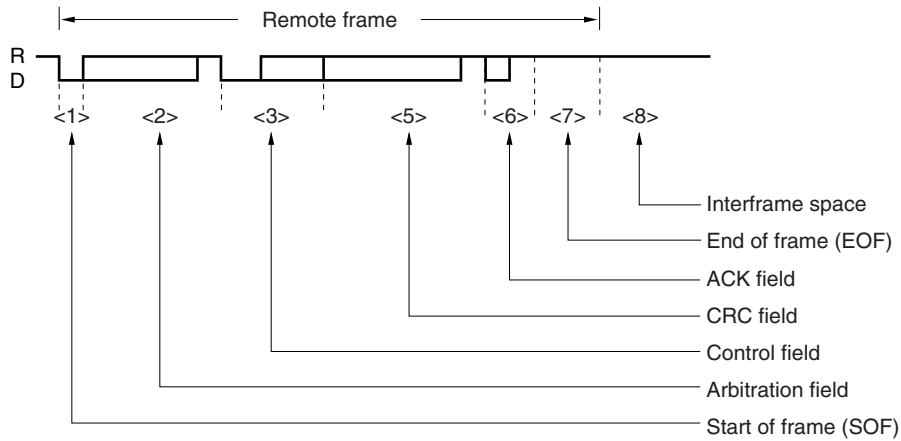 Remote frame
R
D
<1> <2> <3> <5> <6> <7> <8>
Interframe space
End of frame (EOF)
ACK field
CRC field
Control field
Arbitration field
Start of frame (SOF)